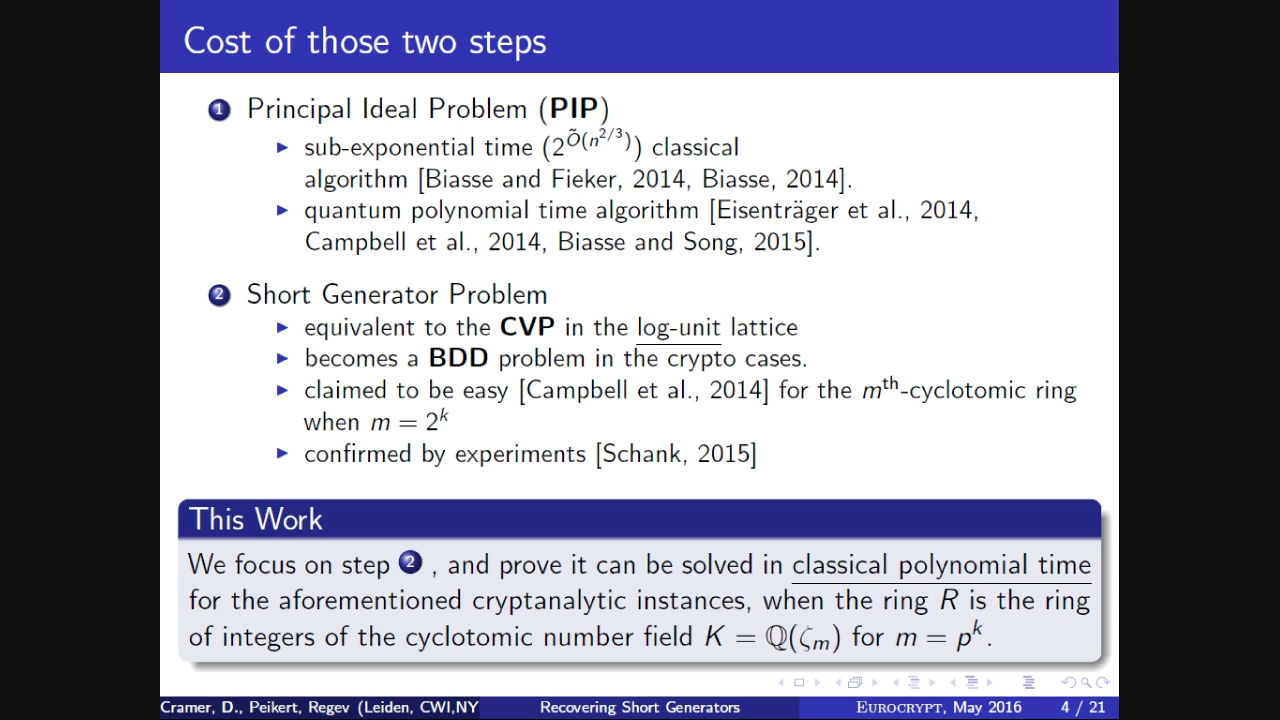 Cost of those two steps
1 Principal Ideal Problem (PIP)
▶ sub-exponential time (2^{Õ(n^{2/3})}) classical
algorithm [Biasse and Fieker, 2014, Biasse, 2014].
▶ quantum polynomial time algorithm [Eisenträger et al., 2014,
Campbell et al., 2014, Biasse and Song, 2015].
2 Short Generator Problem
▶ equivalent to the CVP in the log-unit lattice
▶ becomes a BDD problem in the crypto cases.
▶ claimed to be easy [Campbell et al., 2014] for the m^{th}-cyclotomic ring
when m = 2^k
▶ confirmed by experiments [Schank, 2015]
This Work
We focus on step 2 , and prove it can be solved in classical polynomial time
for the aforementioned cryptanalytic instances, when the ring R is the ring
of integers of the cyclotomic number field K = ℚ(ζ_m) for m = p^k.
Cramer, D., Peikert, Regev (Leiden, CWI,NY Recovering Short Generators EUROCRYPT, May 2016 4 / 21